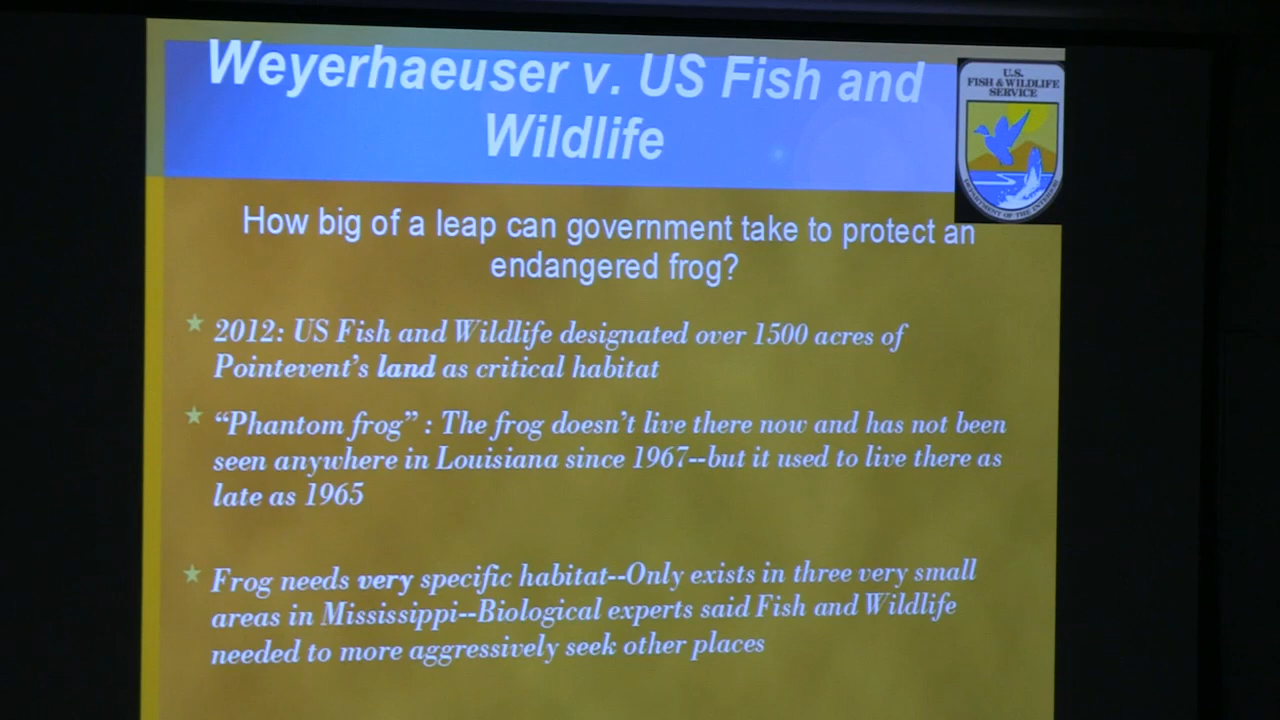 Weyerhaeuser v. US Fish and
Wildlife
U.S.
FISH & WILDLIFE
SERVICE
DEPARTMENT OF THE INTERIOR
How big of a leap can government take to protect an
endangered frog?
2012: US Fish and Wildlife designated over 1500 acres of
Pointevent's land as critical habitat
“Phantom frog” : The frog doesn't live there now and has not been
seen anywhere in Louisiana since 1967--but it used to live there as
late as 1965
Frog needs very specific habitat--Only exists in three very small
areas in Mississippi--Biological experts said Fish and Wildlife
needed to more aggressively seek other places